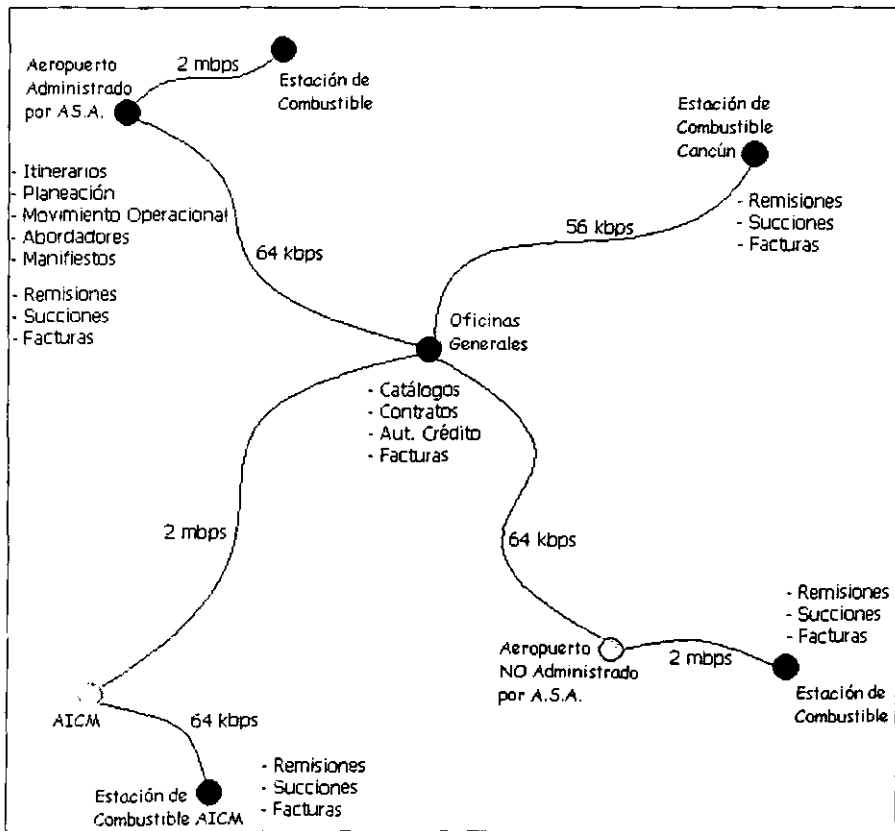 2 mbps
Aeropuerto
Administrado
por A.S.A.
Estación de
Combustible
Estación de
Combustible
Cancún
- Itinerarios
- Planeación
- Movimiento Operacional
- Abordadores
- Manifiestos
- Remisiones
- Succiones
- Facturas
64 kbps
- Remisiones
- Succiones
- Facturas
56 kbps
Oficinas
Generales
- Catálogos
- Contratos
- Aut. Crédito
- Facturas
2 mbps
64 kbps
- Remisiones
- Succiones
- Facturas
Aeropuerto
NO Administrado
por A.S.A.
2 mbps
Estación de
Combustible
AICM
64 kbps
Estación de
Combustible AICM
- Remisiones
- Succiones
- Facturas